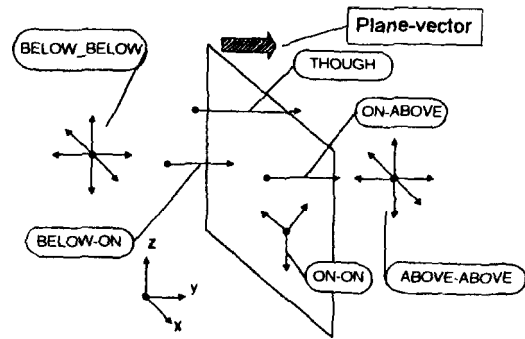 Plane-vector
BELOW_BELOW
THOUGH
ON-ABOVE
BELOW-ON
ON-ON
ABOVE-ABOVE
z
y
x